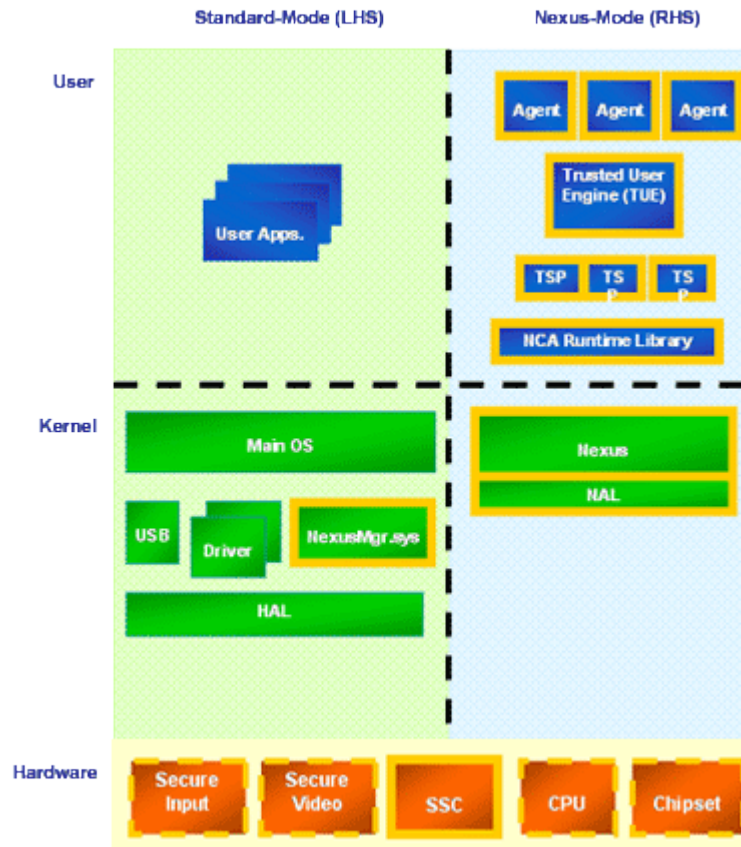 Standard-Mode (LHS)
Nexus-Mode (RHS)
User
Agent
Agent
Agent
Trusted User
Engine (TUE)
User Apps.
TSP
TS
P
TS
P
NCA Runtime Library
Kernel
Main OS
Nexus
NAL
USB
Driver
NexusMgr.sys
HAL
Hardware
Secure
Input
Secure
Video
SSC
CPU
Chipset